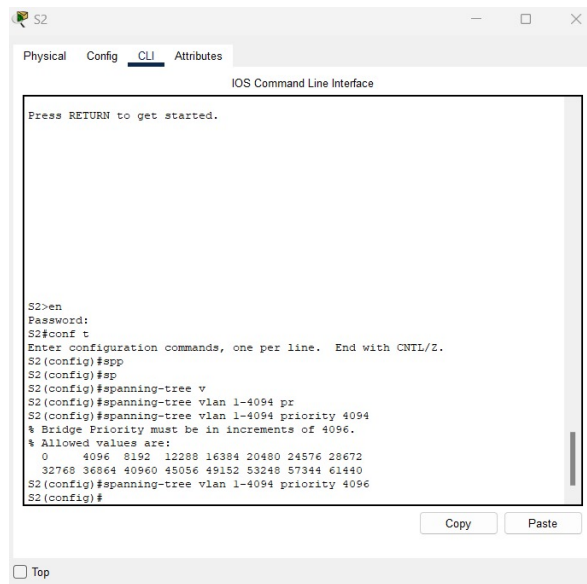 S2
Physical Config CLI Attributes
IOS Command Line Interface
Press RETURN to get started.
S2>en
Password:
S2#conf t
Enter configuration commands, one per line.  End with CNTL/Z.
S2(config)#spp
S2(config)#sp
S2(config)#spanning-tree v
S2(config)#spanning-tree vlan 1-4094 pr
S2(config)#spanning-tree vlan 1-4094 priority 4094
% Bridge Priority must be in increments of 4096.
% Allowed values are:
  0     4096  8192  12288 16384 20480 24576 28672
  32768 36864 40960 45056 49152 53248 57344 61440
S2(config)#spanning-tree vlan 1-4094 priority 4096
S2(config)#
Copy Paste
Top